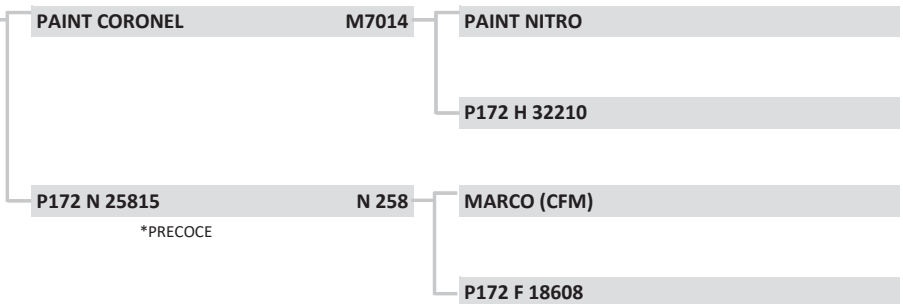 PAINT CORONEL M7014 PAINT NITRO
P172 H 32210
P172 N 25815 N 258 MARCO (CFM)
*PRECOCE
P172 F 18608